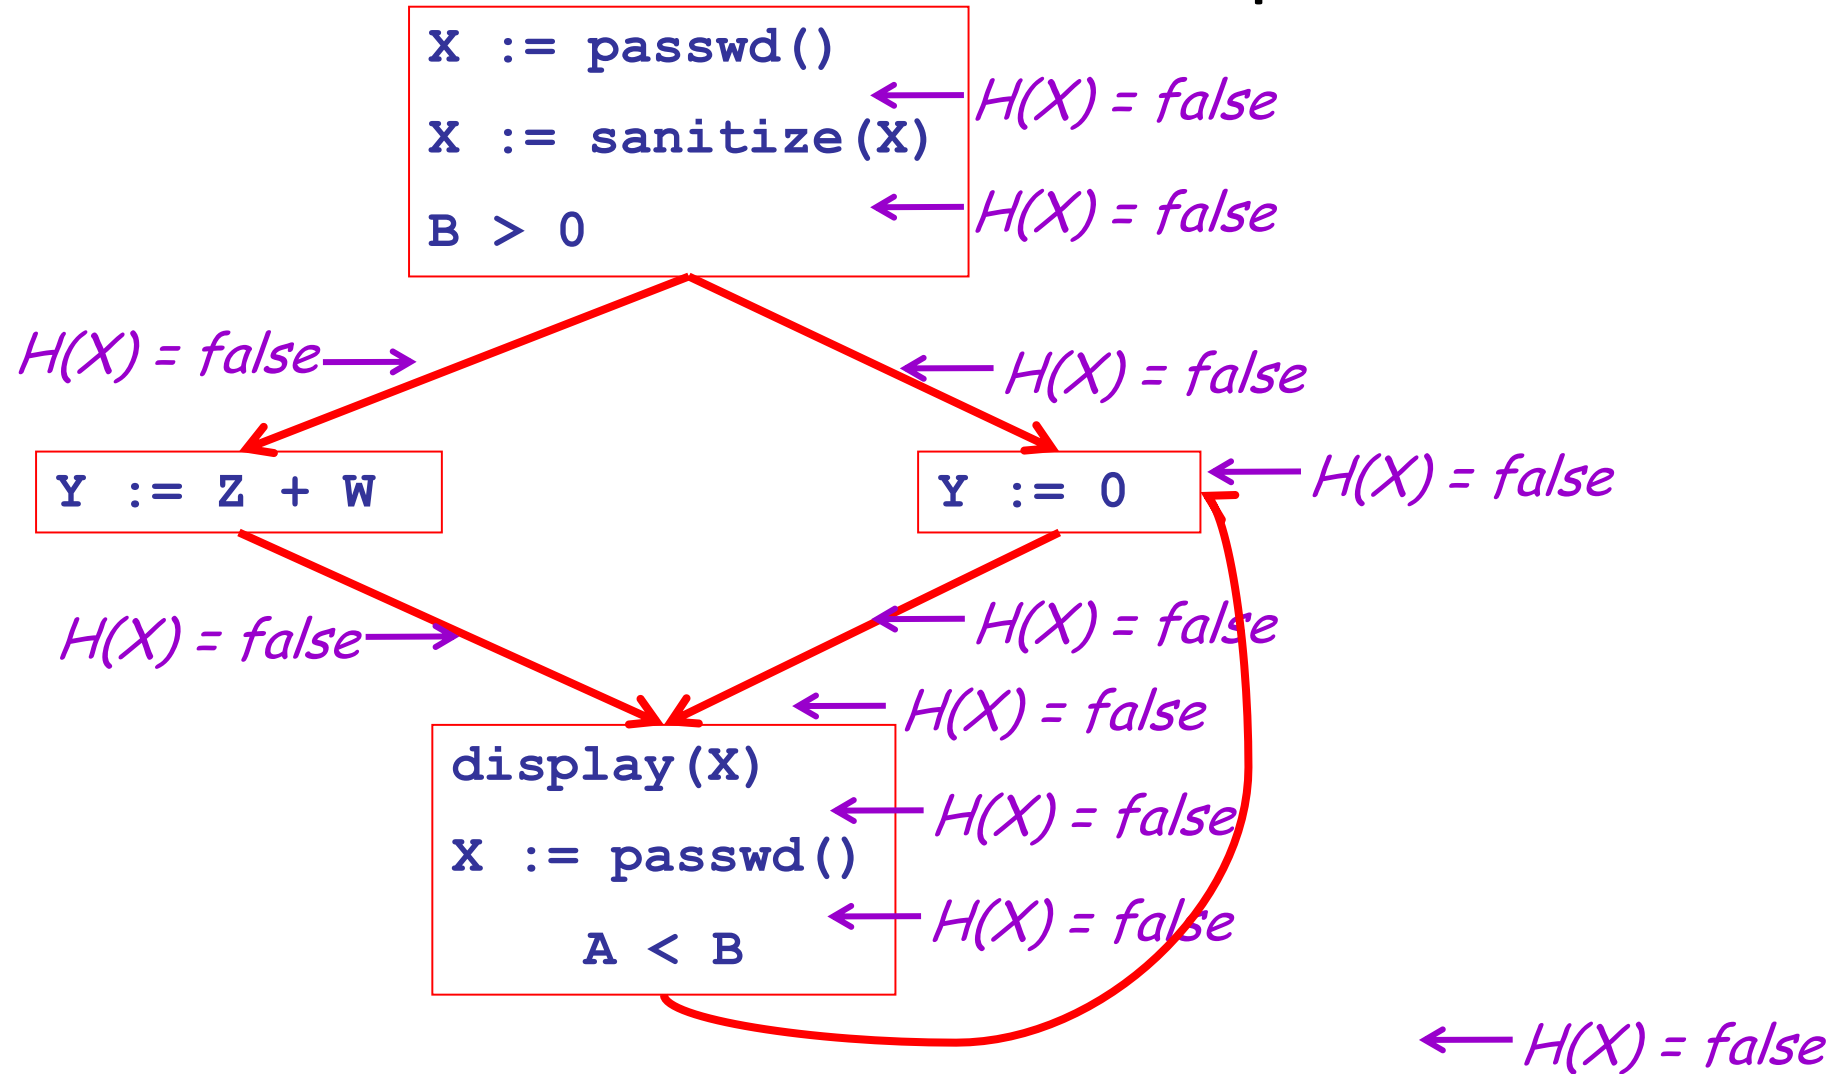 X := passwd()
H(X) = false
X := sanitize(X)
H(X) = false
B > 0
H(X) = false
H(X) = false
Y := Z + W
Y := 0
H(X) = false
H(X) = false
H(X) = false
H(X) = false
display(X)
H(X) = false
X := passwd()
H(X) = false
A < B
H(X) = false